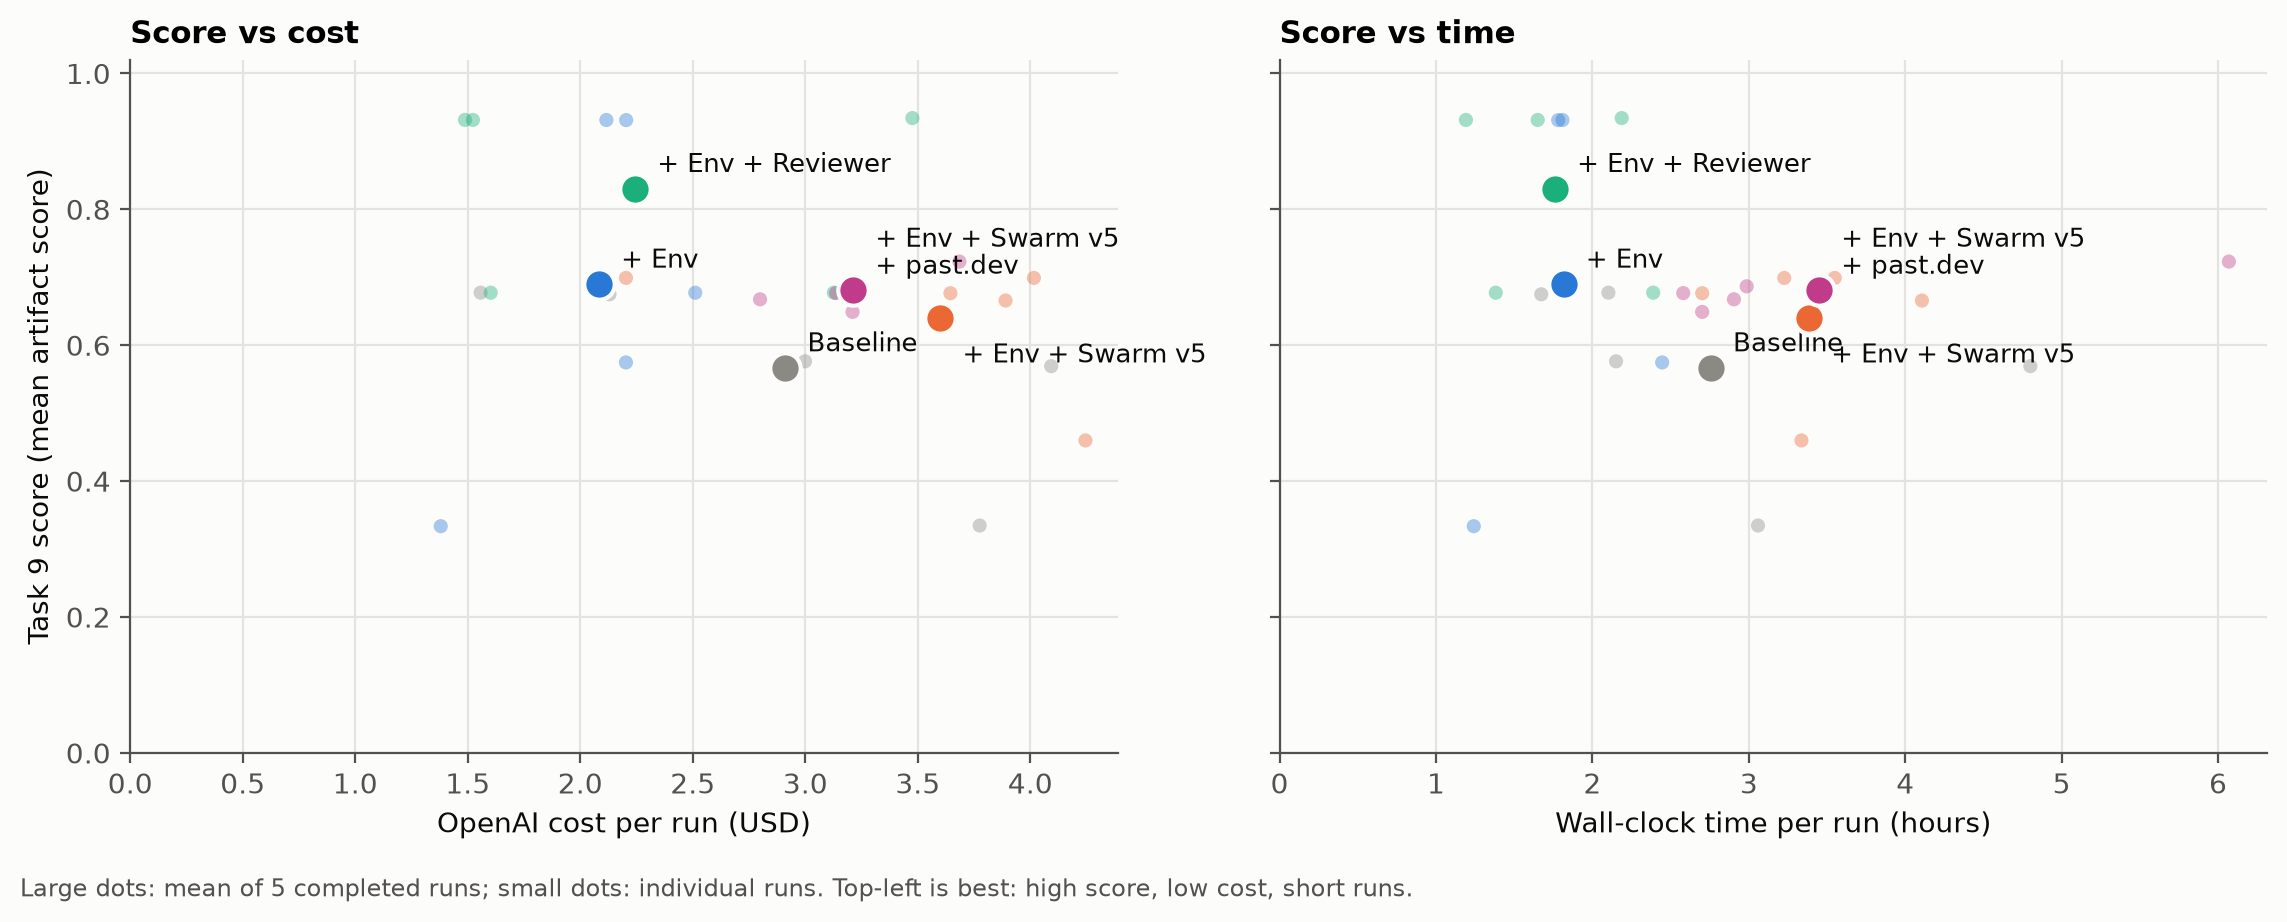 Score vs cost
Score vs time
Task 9 score (mean artifact score)
1.0
0.8
0.6
0.4
0.2
0.0
+ Env + Reviewer
+ Env + Swarm v5
+ past.dev
+ Env
Baseline
+ Env + Swarm v5
0.0 0.5 1.0 1.5 2.0 2.5 3.0 3.5 4.0
OpenAI cost per run (USD)
+ Env + Reviewer
+ Env + Swarm v5
+ past.dev
+ Env
Baseline
+ Env + Swarm v5
0 1 2 3 4 5 6
Wall-clock time per run (hours)
Large dots: mean of 5 completed runs; small dots: individual runs. Top-left is best: high score, low cost, short runs.